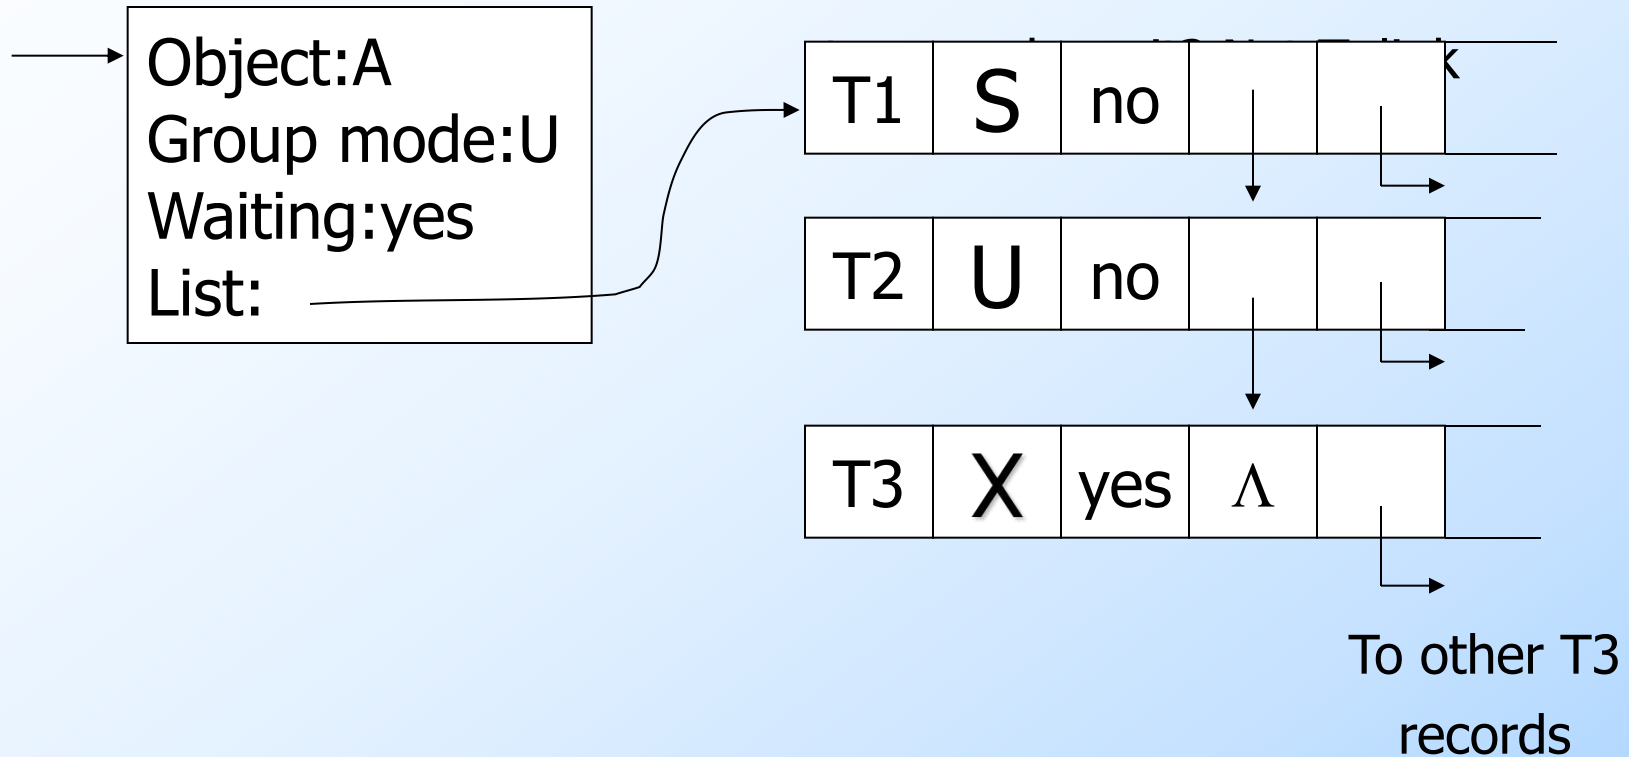 Object:A
Group mode:U
Waiting:yes
List:
T1 S no
T2 U no
T3 X yes Λ
To other T3
records